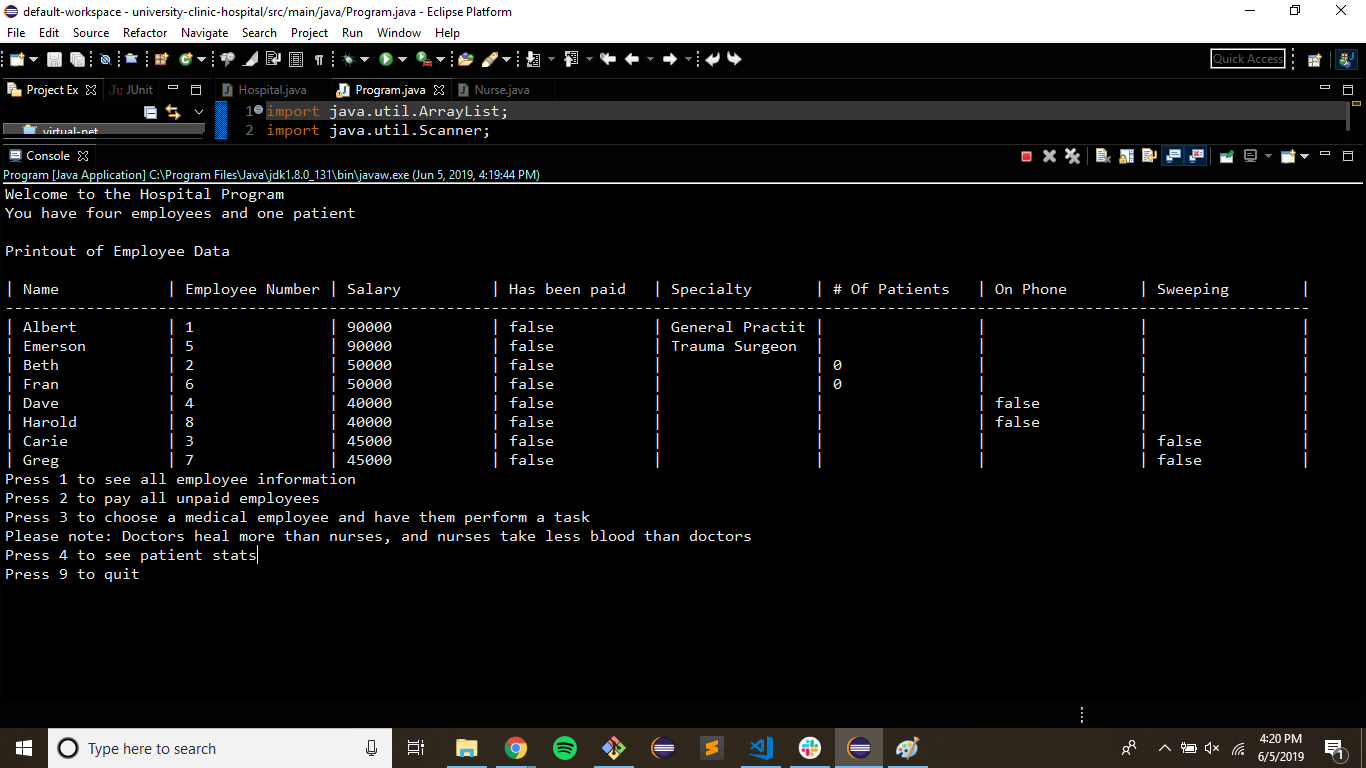 default-workspace - university-clinic-hospital/src/main/java/Program.java - Eclipse Platform
File Edit Source Refactor Navigate Search Project Run Window Help
Quick Access
Project Ex JUnit Hospital.java Program.java Nurse.java
1 import java.util.ArrayList;
virtual-net
2 import java.util.Scanner;
Console
Program [Java Application] C:\Program Files\Java\jdk1.8.0_131\bin\javaw.exe (Jun 5, 2019, 4:19:44 PM)
Welcome to the Hospital Program
You have four employees and one patient
Printout of Employee Data
| Name | Employee Number | Salary | Has been paid | Specialty | # Of Patients | On Phone | Sweeping |
| Albert | 1 | 90000 | false | General Practit | | | |
| Emerson | 5 | 90000 | false | Trauma Surgeon | | | |
| Beth | 2 | 50000 | false | | 0 | | |
| Fran | 6 | 50000 | false | | 0 | | |
| Dave | 4 | 40000 | false | | | false | |
| Harold | 8 | 40000 | false | | | false | |
| Carie | 3 | 45000 | false | | | | false |
| Greg | 7 | 45000 | false | | | | false |
Press 1 to see all employee information
Press 2 to pay all unpaid employees
Press 3 to choose a medical employee and have them perform a task
Please note: Doctors heal more than nurses, and nurses take less blood than doctors
Press 4 to see patient stats
Press 9 to quit
Type here to search
4:20 PM
6/5/2019
1